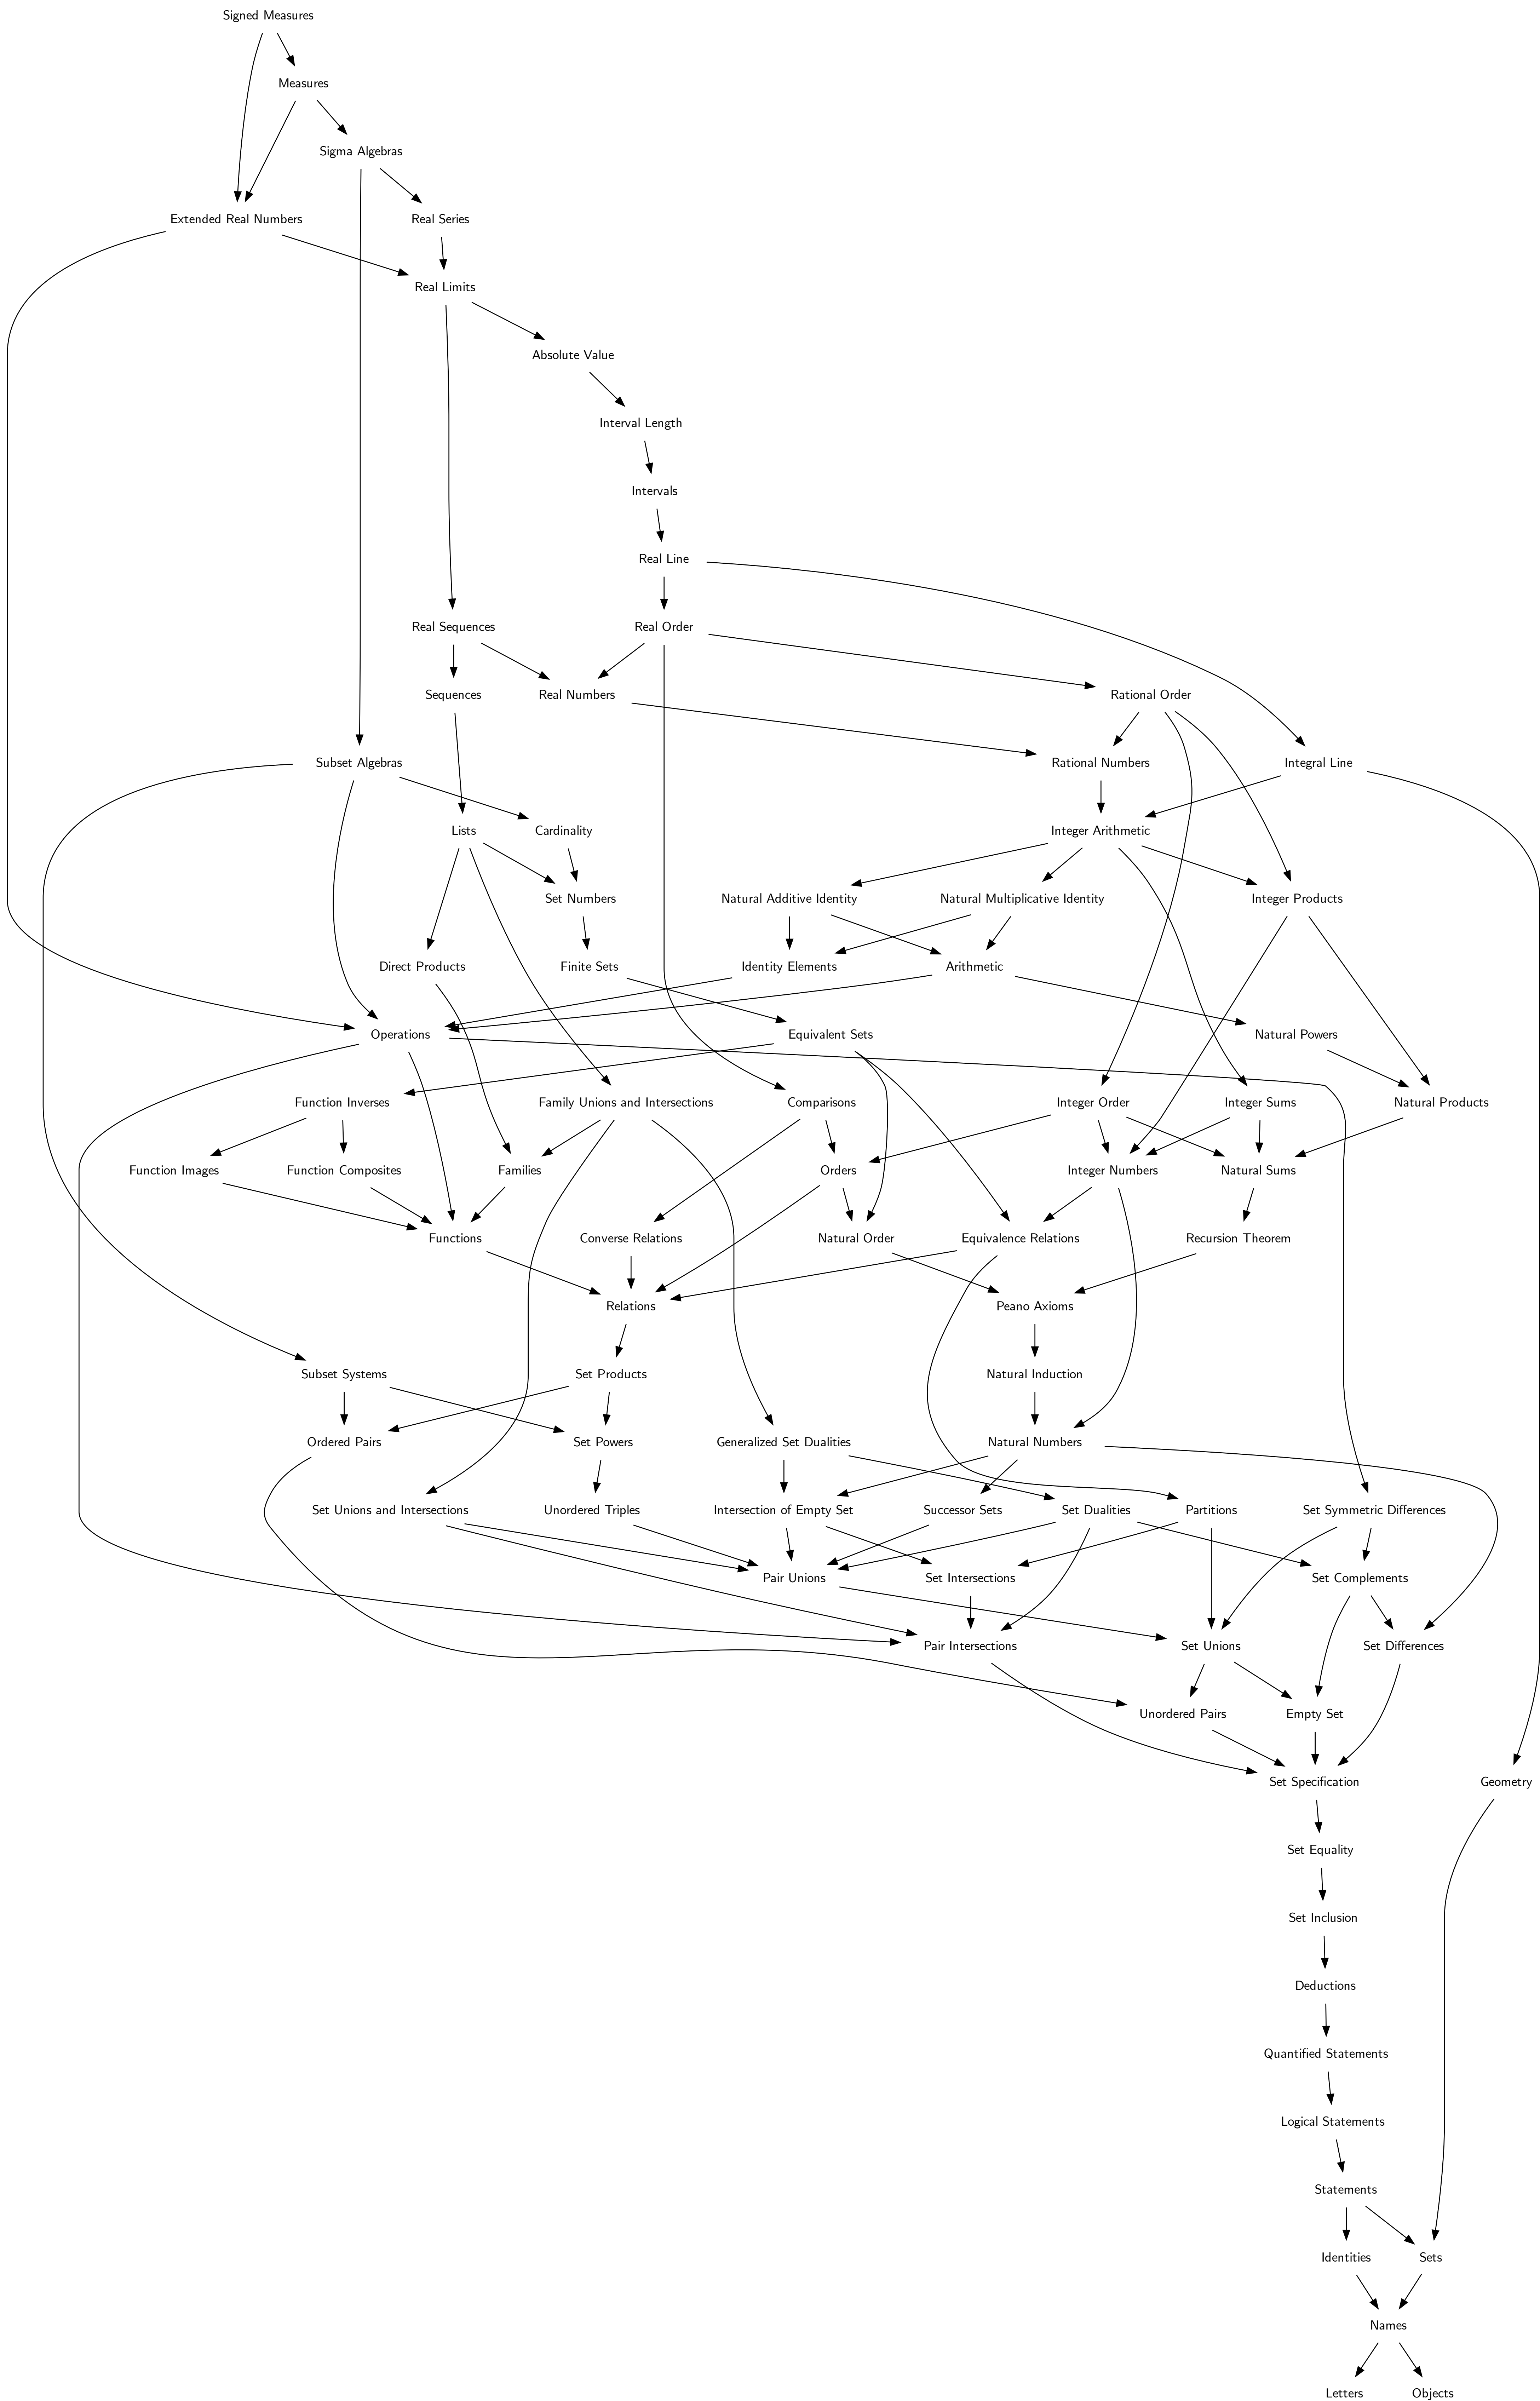 Signed Measures
Measures
Sigma Algebras
Extended Real Numbers
Real Series
Real Limits
Absolute Value
Interval Length
Intervals
Real Line
Real Sequences
Real Order
Sequences
Real Numbers
Rational Order
Subset Algebras
Rational Numbers
Integral Line
Lists
Cardinality
Integer Arithmetic
Set Numbers
Natural Additive Identity
Natural Multiplicative Identity
Integer Products
Direct Products
Finite Sets
Identity Elements
Arithmetic
Operations
Equivalent Sets
Natural Powers
Function Inverses
Family Unions and Intersections
Comparisons
Integer Order
Integer Sums
Natural Products
Function Images
Function Composites
Families
Orders
Integer Numbers
Natural Sums
Functions
Converse Relations
Natural Order
Equivalence Relations
Recursion Theorem
Relations
Peano Axioms
Subset Systems
Set Products
Natural Induction
Ordered Pairs
Set Powers
Generalized Set Dualities
Natural Numbers
Set Unions and Intersections
Unordered Triples
Intersection of Empty Set
Successor Sets
Set Dualities
Partitions
Set Symmetric Differences
Pair Unions
Set Intersections
Set Complements
Pair Intersections
Set Unions
Set Differences
Unordered Pairs
Empty Set
Set Specification
Geometry
Set Equality
Set Inclusion
Deductions
Quantified Statements
Logical Statements
Statements
Identities
Sets
Names
Letters
Objects